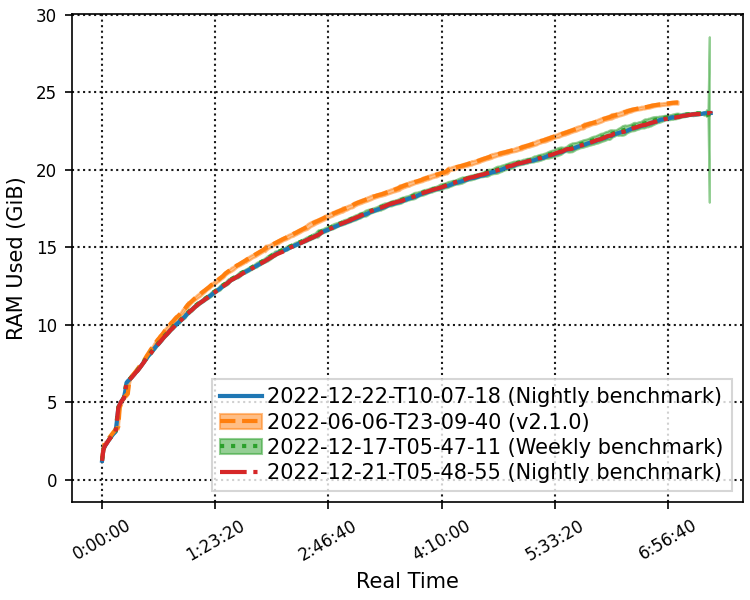 30
25
20
15
10
5
0
RAM Used (GiB)
2022-12-22-T10-07-18 (Nightly benchmark)
2022-06-06-T23-09-40 (v2.1.0)
2022-12-17-T05-47-11 (Weekly benchmark)
2022-12-21-T05-48-55 (Nightly benchmark)
0:00:00
1:23:20
2:46:40
4:10:00
5:33:20
6:56:40
Real Time